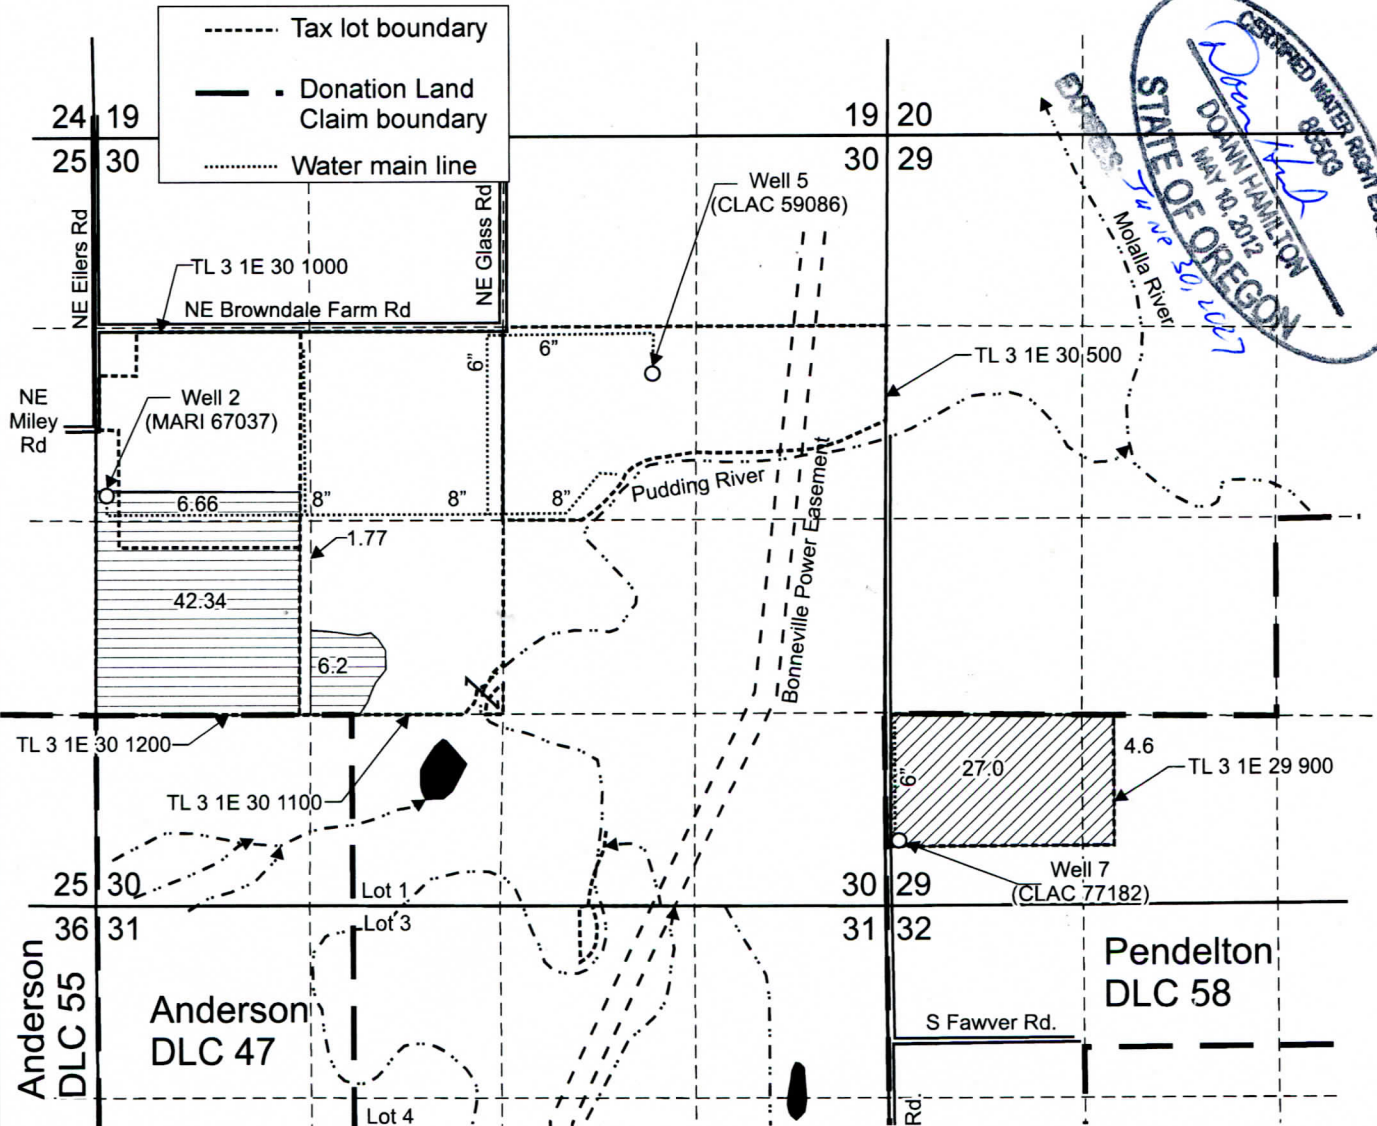 Tax lot boundary
Donation Land
Claim boundary
Water main line
24 19
25 30
19 20
30 29
CERTIFIED WATER RIGHT
86503
DOANN HAMILTON
MAY 10, 2012
STATE OF OREGON
EXPIRES: June 30, 2027
Molalla River
NE Eilers Rd
NE Glass Rd
Well 5
(CLAC 59086)
TL 3 1E 30 1000
NE Browndale Farm Rd
6"
6"
TL 3 1E 30 500
NE
Miley
Rd
Well 2
(MARI 67037)
Pudding River
Bonneville Power Easement
6.66
8"
8"
8"
1.77
42.34
6.2
TL 3 1E 30 1200
TL 3 1E 30 1100
6"
27.0
4.6
TL 3 1E 29 900
Well 7
(CLAC 77182)
25 30
36 31
Lot 1
Lot 3
30 29
31 32
Anderson
DLC 55
Anderson
DLC 47
Pendelton
DLC 58
S Fawver Rd.
Lot 4
Rd.